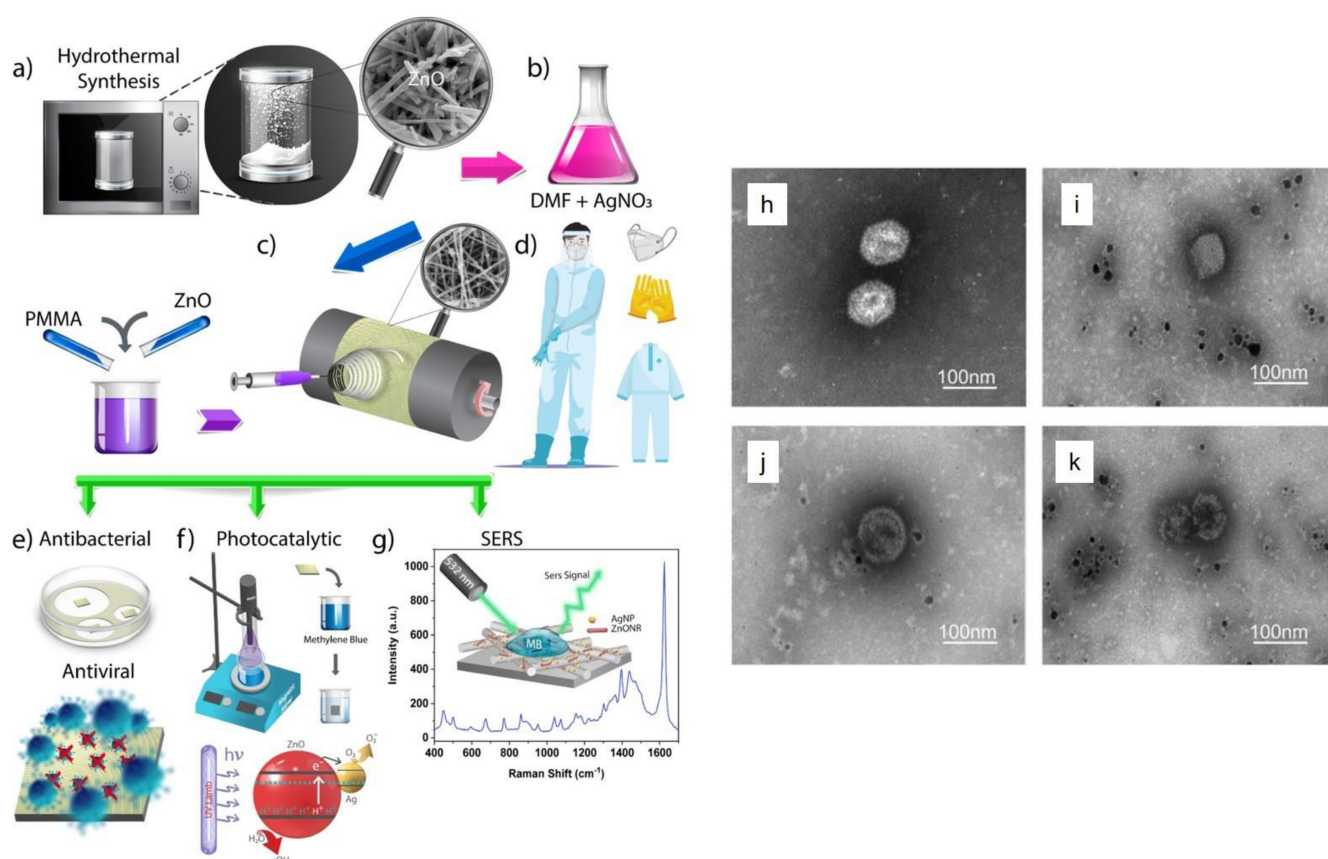 a)
Hydrothermal
Synthesis
ZnO
b)
DMF + AgNO₃
c)
d)
PMMA
ZnO
e) Antibacterial
Antiviral
f) Photocatalytic
Methylene Blue
hν
UV Lamb
ZnO
e⁻
O₂
O₂⁻
Ag
H⁺ H⁺ H⁺ H⁺ H⁺ H⁺
H₂O
g)
SERS
532 nm
Sers Signal
AgNP
ZnONR
MB
Intensity (a.u.)
1000
800
600
400
200
0
400 600 800 1000 1200 1400 1600
Raman Shift (cm⁻¹)
h
100nm
i
100nm
j
100nm
k
100nm